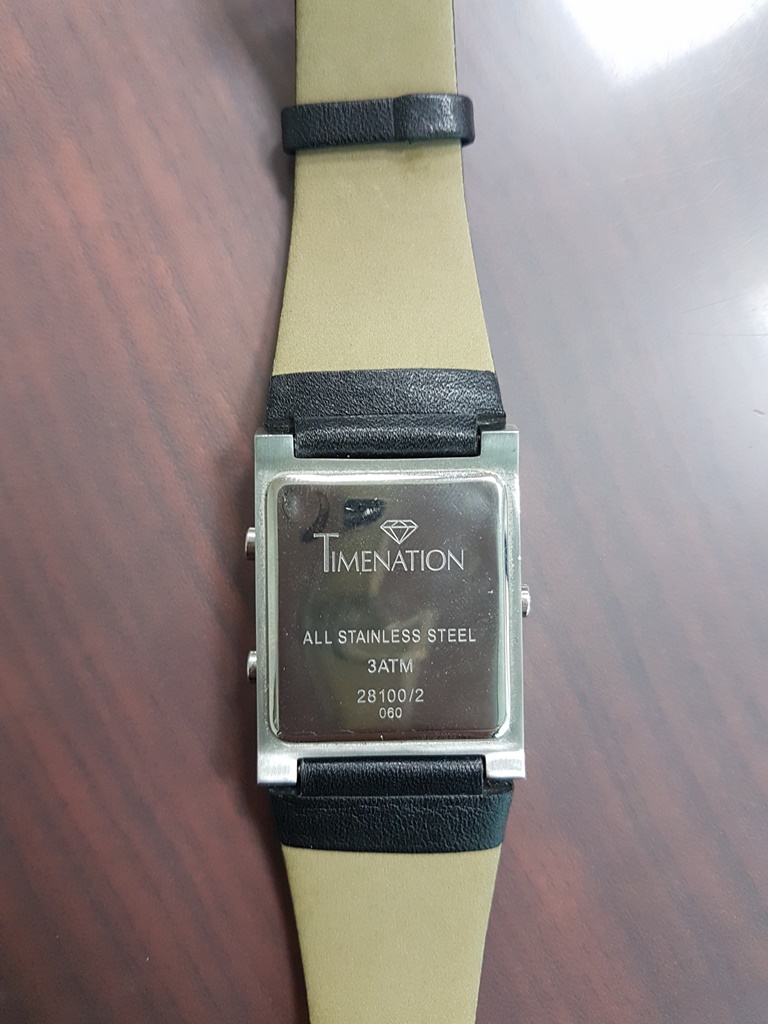 TIMENATION
ALL STAINLESS STEEL
3ATM
28100/2
060